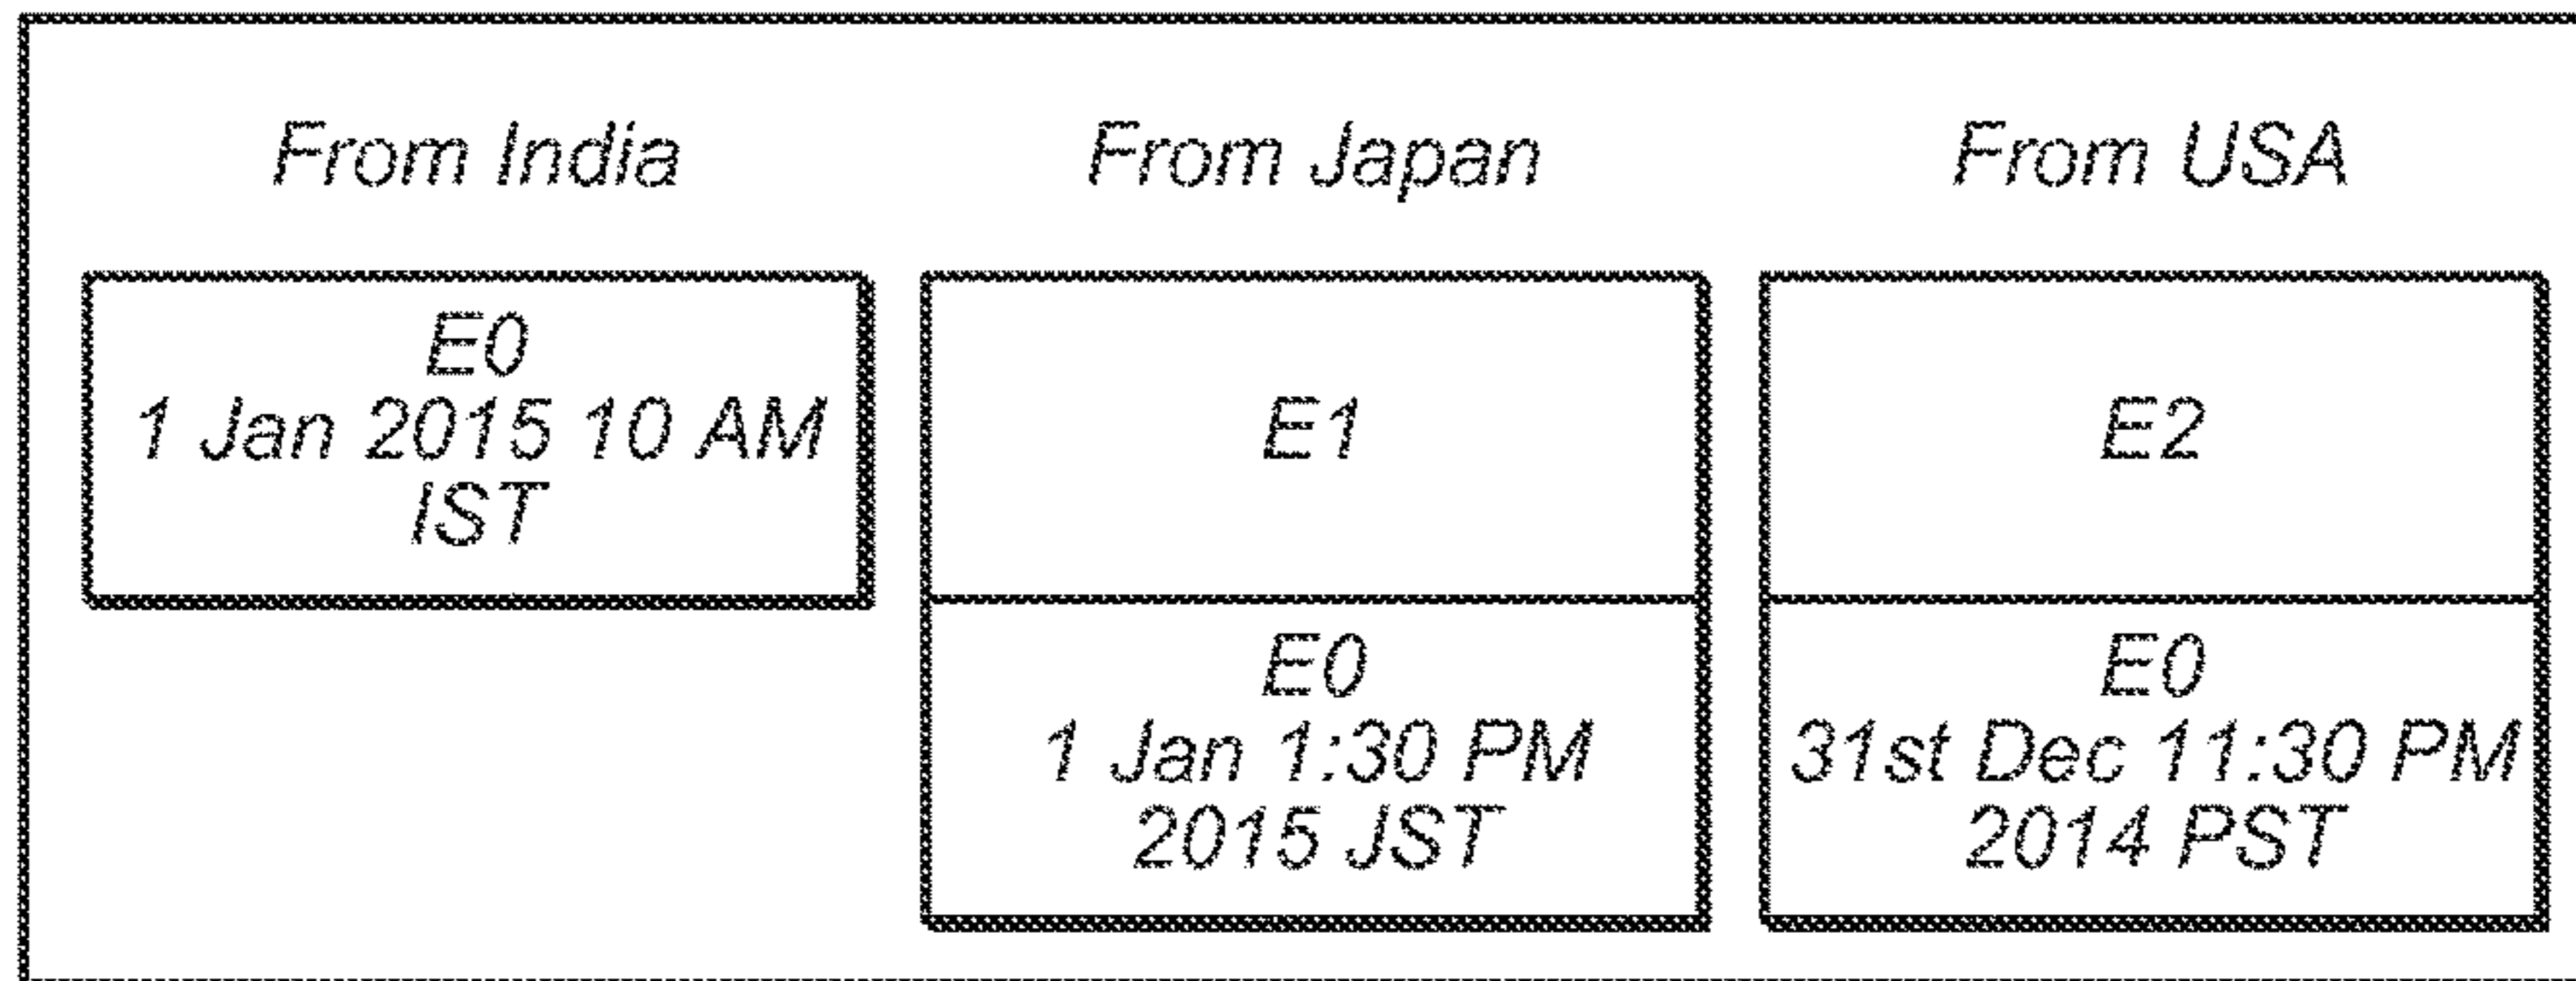 From India
From Japan
From USA
E0
1 Jan 2015 10 AM
IST
E1
E0
1 Jan 1:30 PM
2015 JST
E2
E0
31st Dec 11:30 PM
2014 PST